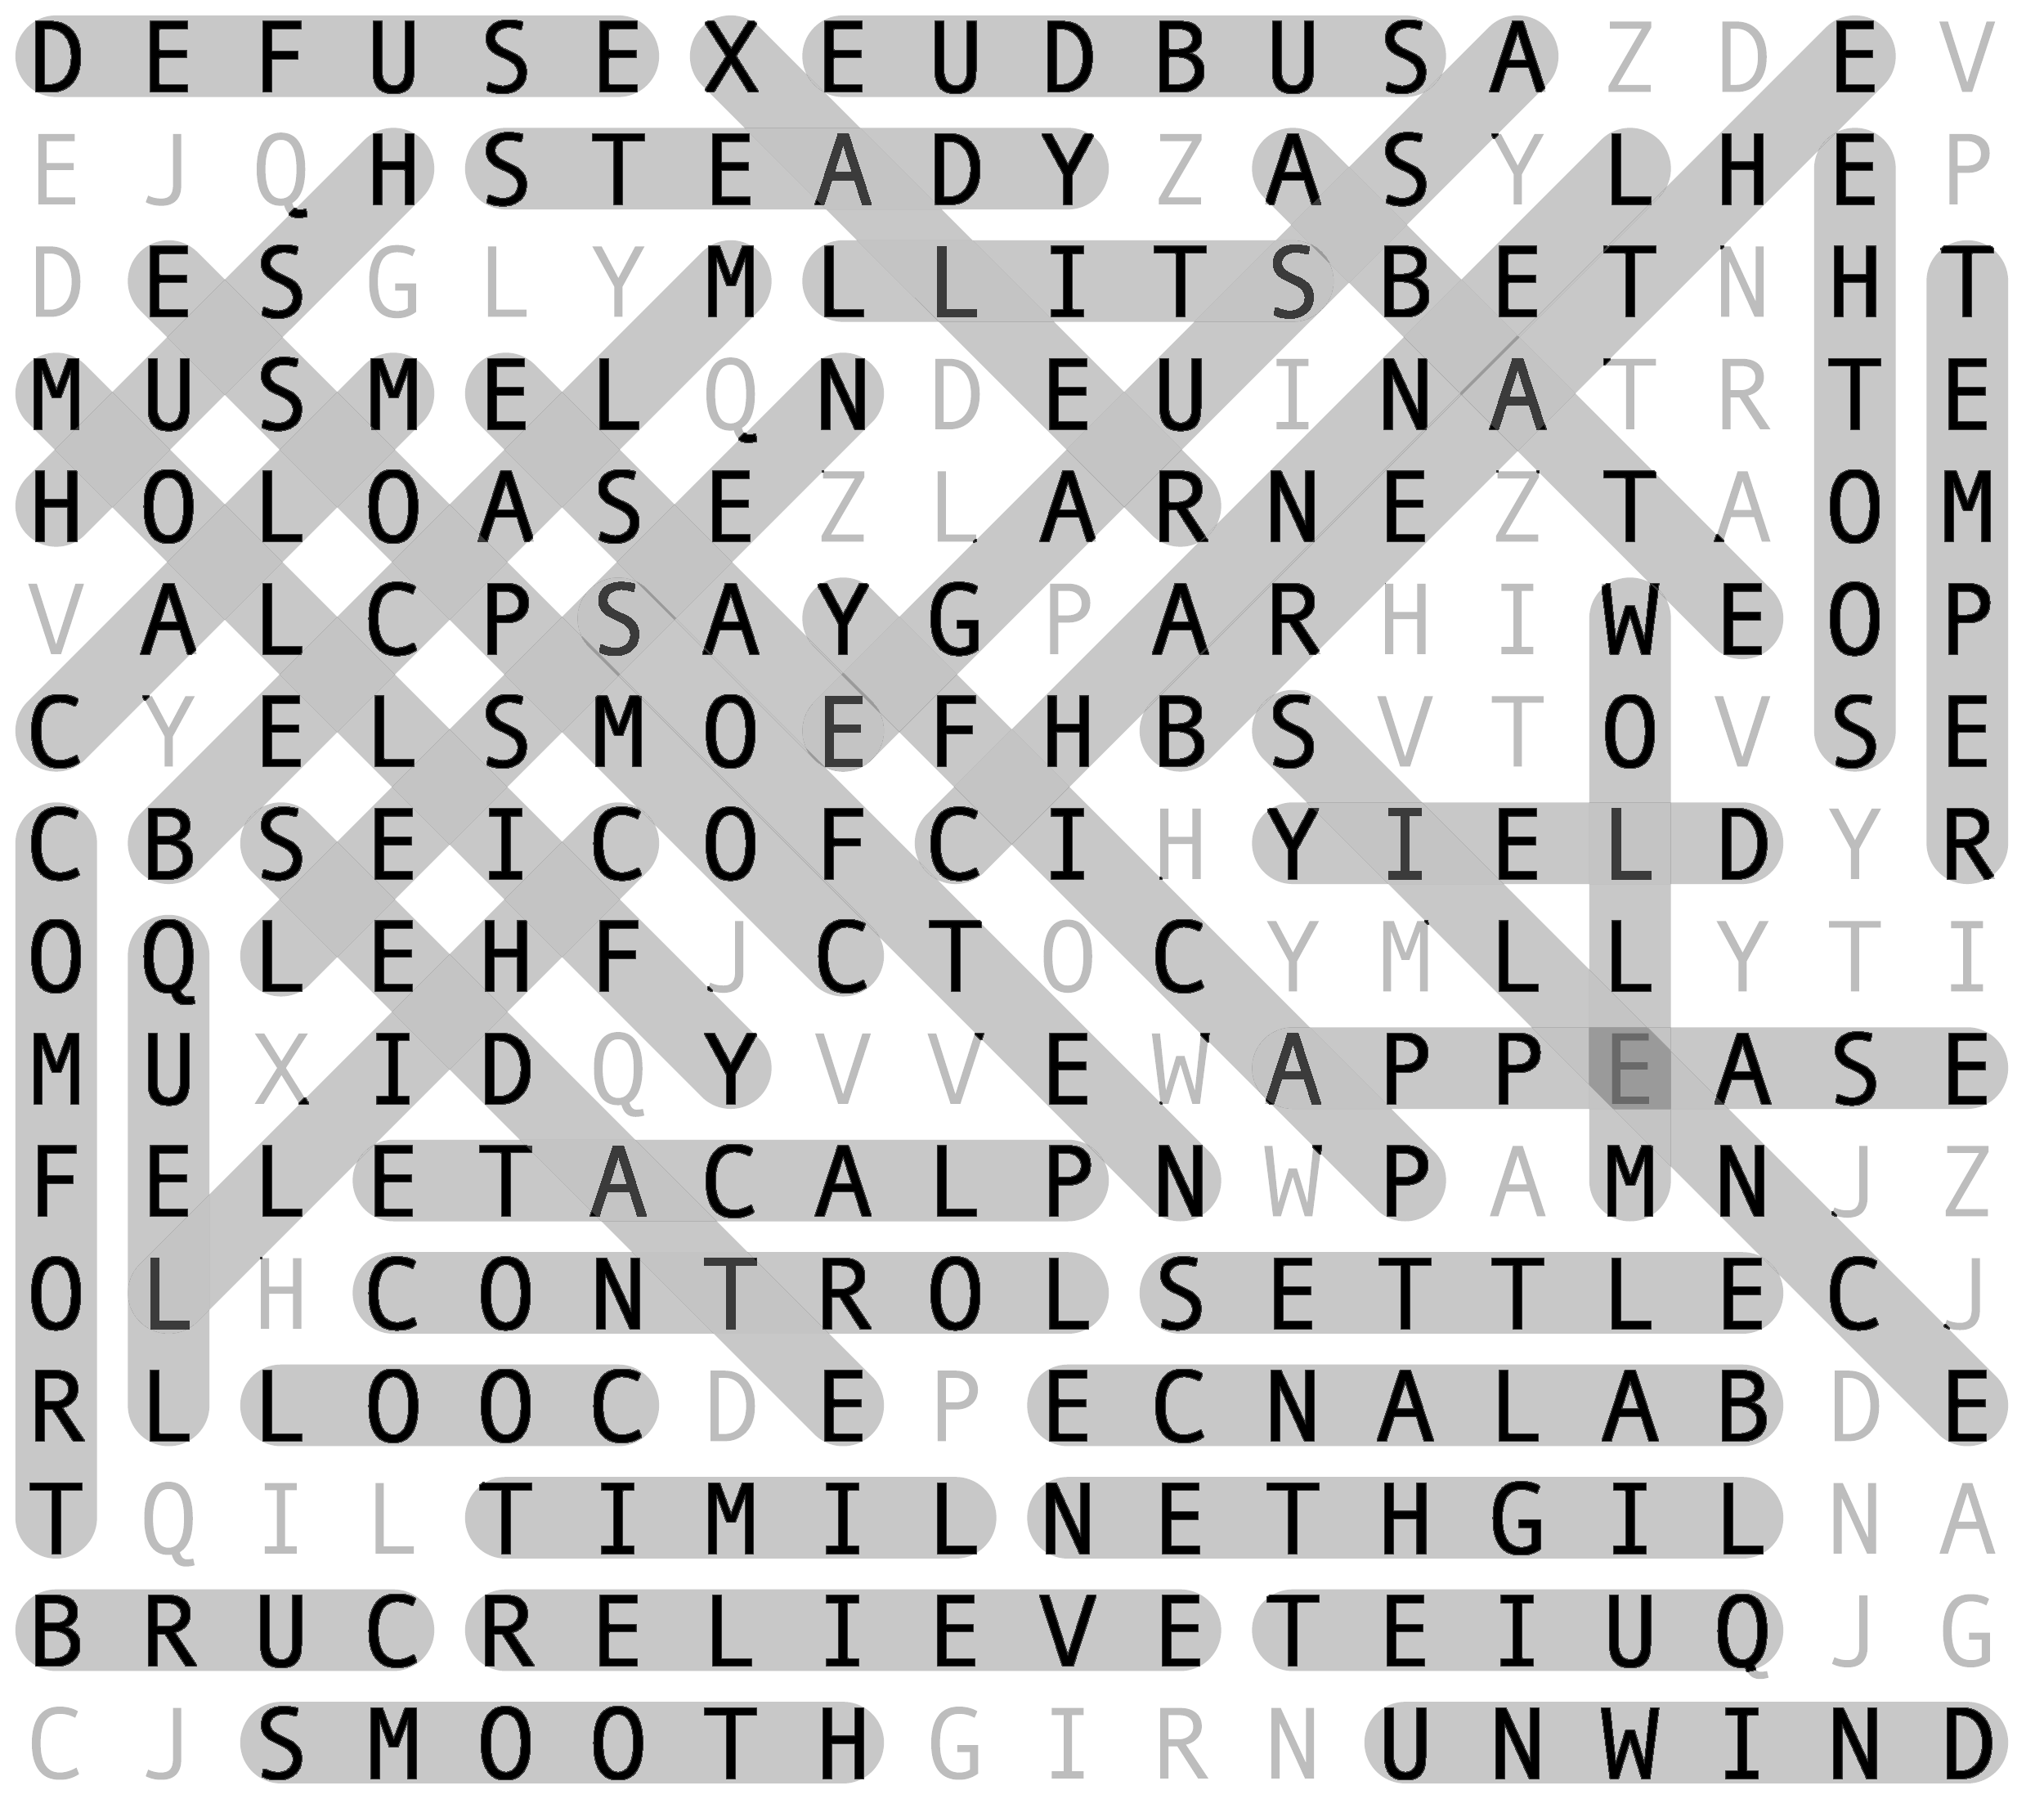 D E F U S E X E U D B U S A Z D E V
E J Q H S T E A D Y Z A S Y L H E P
D E S G L Y M L L I T S B E T N H T
M U S M E L Q N D E U I N A T R T E
H O L O A S E Z L A R N E Z T A O M
V A L C P S A Y G P A R H I W E O P
C Y E L S M O E F H B S V T O V S E
C B S E I C O F C I H Y I E L D Y R
O Q L E H F J C T O C Y M L L Y T I
M U X I D Q Y V V E W A P P E A S E
F E L E T A C A L P N W P A M N J Z
O L H C O N T R O L S E T T L E C J
R L L O O C D E P E C N A L A B D E
T Q I L T I M I L N E T H G I L N A
B R U C R E L I E V E T E I U Q J G
C J S M O O T H G I R N U N W I N D